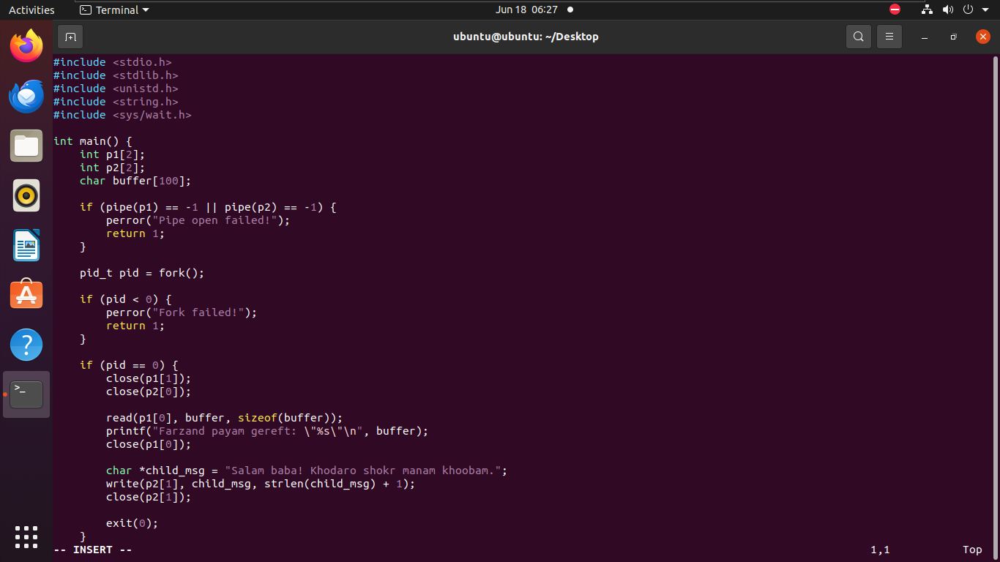 Activities
Terminal
Jun 18 06:27
ubuntu@ubuntu: ~/Desktop
#include <stdio.h>
#include <stdlib.h>
#include <unistd.h>
#include <string.h>
#include <sys/wait.h>
int main() {
    int p1[2];
    int p2[2];
    char buffer[100];
    if (pipe(p1) == -1 || pipe(p2) == -1) {
        perror("Pipe open failed!");
        return 1;
    }
    pid_t pid = fork();
    if (pid < 0) {
        perror("Fork failed!");
        return 1;
    }
    if (pid == 0) {
        close(p1[1]);
        close(p2[0]);
        read(p1[0], buffer, sizeof(buffer));
        printf("Farzand payam gereft: \"%s\"\n", buffer);
        close(p1[0]);
        char *child_msg = "Salam baba! Khodaro shokr manam khoobam.";
        write(p2[1], child_msg, strlen(child_msg) + 1);
        close(p2[1]);
        exit(0);
    }
-- INSERT --
1,1
Top